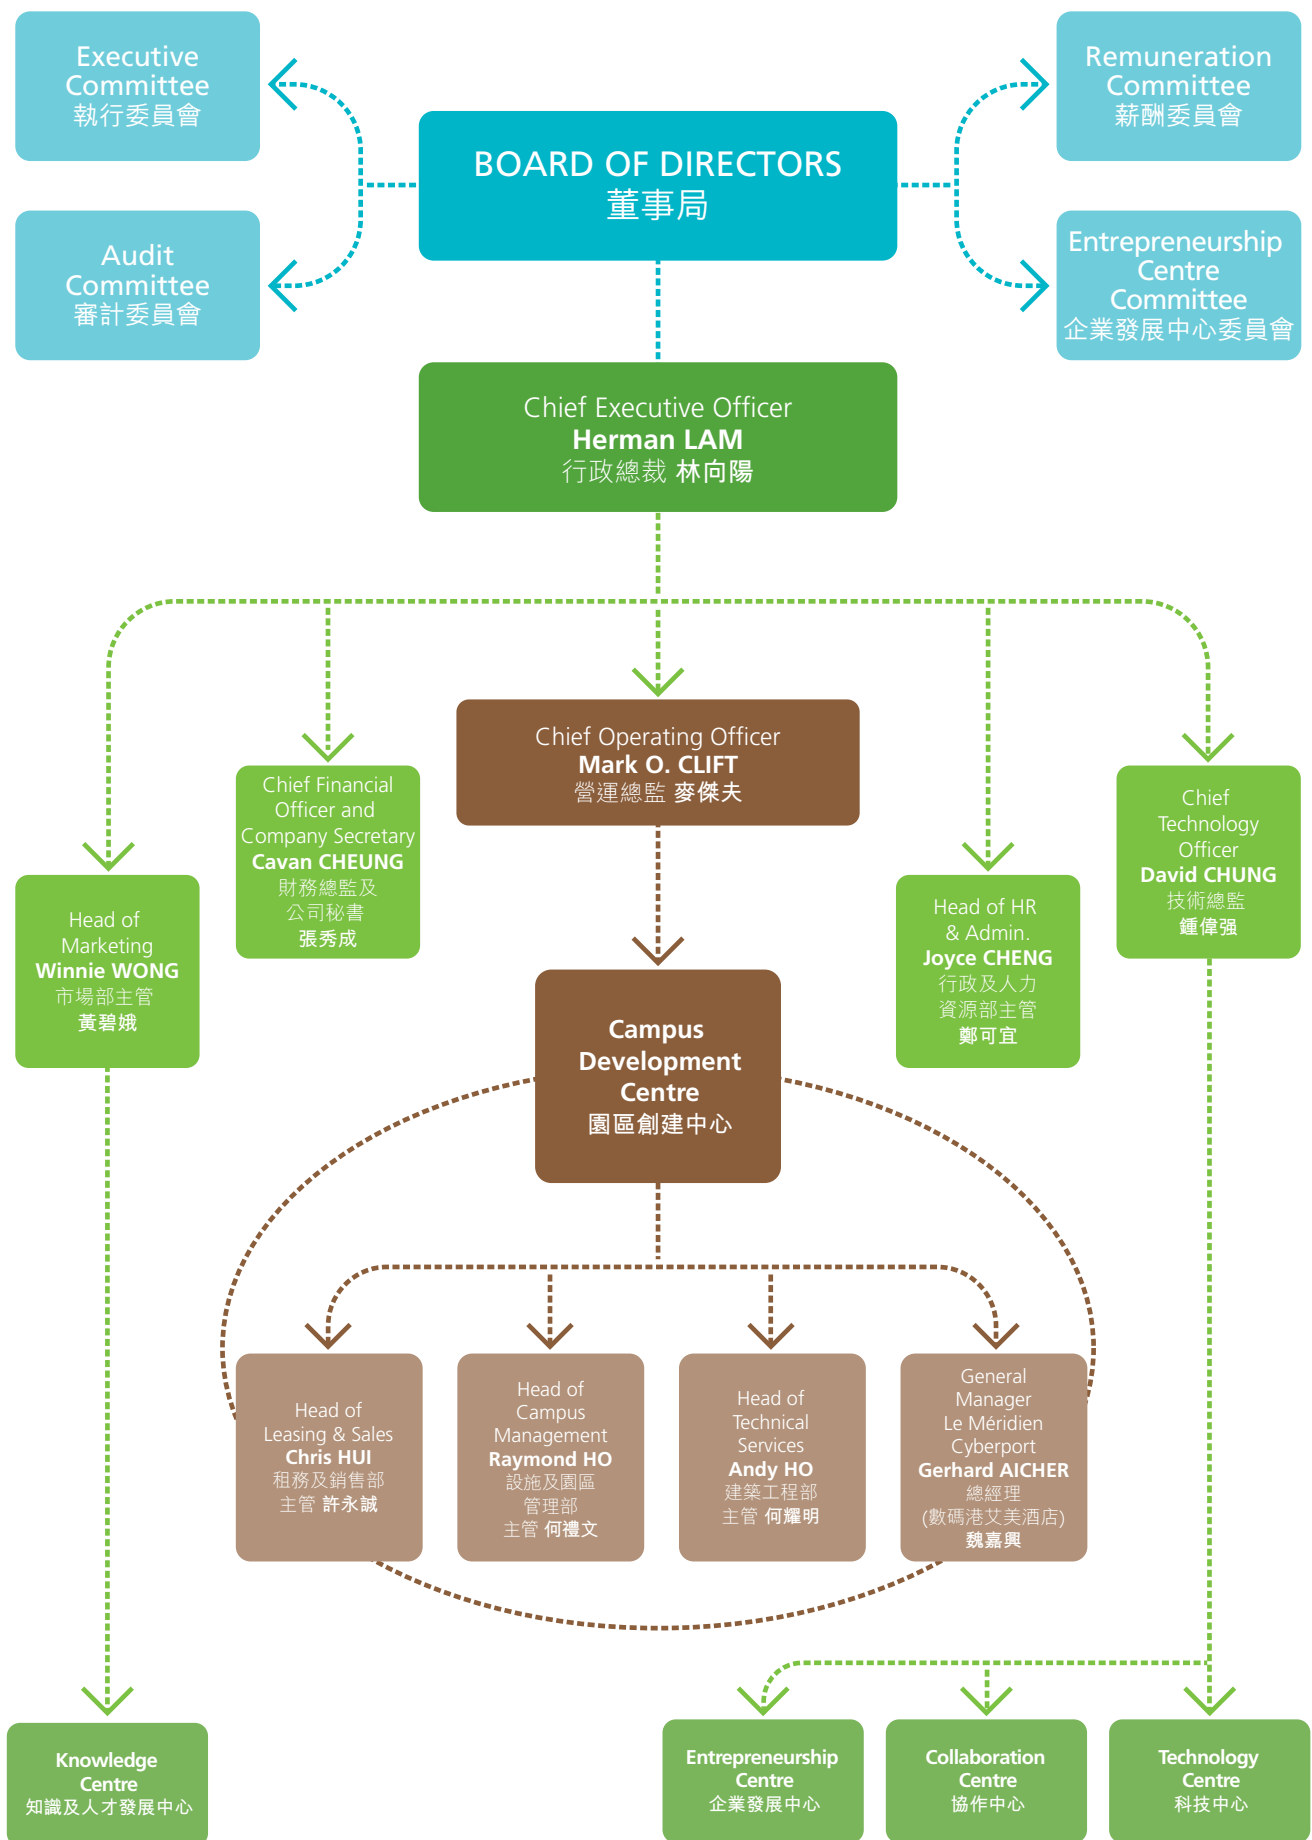 Executive
Committee
執行委員會
Remuneration
Committee
薪酬委員會
BOARD OF DIRECTORS
董事局
Audit
Committee
審計委員會
Entrepreneurship
Centre
Committee
企業發展中心委員會
Chief Executive Officer
Herman LAM
行政總裁 林向陽
Chief Operating Officer
Mark O. CLIFT
營運總監 麥傑夫
Chief Financial
Officer and
Company Secretary
Cavan CHEUNG
財務總監及
公司秘書
張秀成
Chief
Technology
Officer
David CHUNG
技術總監
鍾偉强
Head of
Marketing
Winnie WONG
市場部主管
黃碧娥
Head of HR
& Admin.
Joyce CHENG
行政及人力
資源部主管
鄭可宜
Campus
Development
Centre
園區創建中心
Head of
Leasing & Sales
Chris HUI
租務及銷售部
主管 許永誠
Head of
Campus
Management
Raymond HO
設施及園區
管理部
主管 何禮文
Head of
Technical
Services
Andy HO
建築工程部
主管 何耀明
General
Manager
Le Méridien
Cyberport
Gerhard AICHER
總經理
(數碼港艾美酒店)
魏嘉興
Knowledge
Centre
知識及人才發展中心
Entrepreneurship
Centre
企業發展中心
Collaboration
Centre
協作中心
Technology
Centre
科技中心